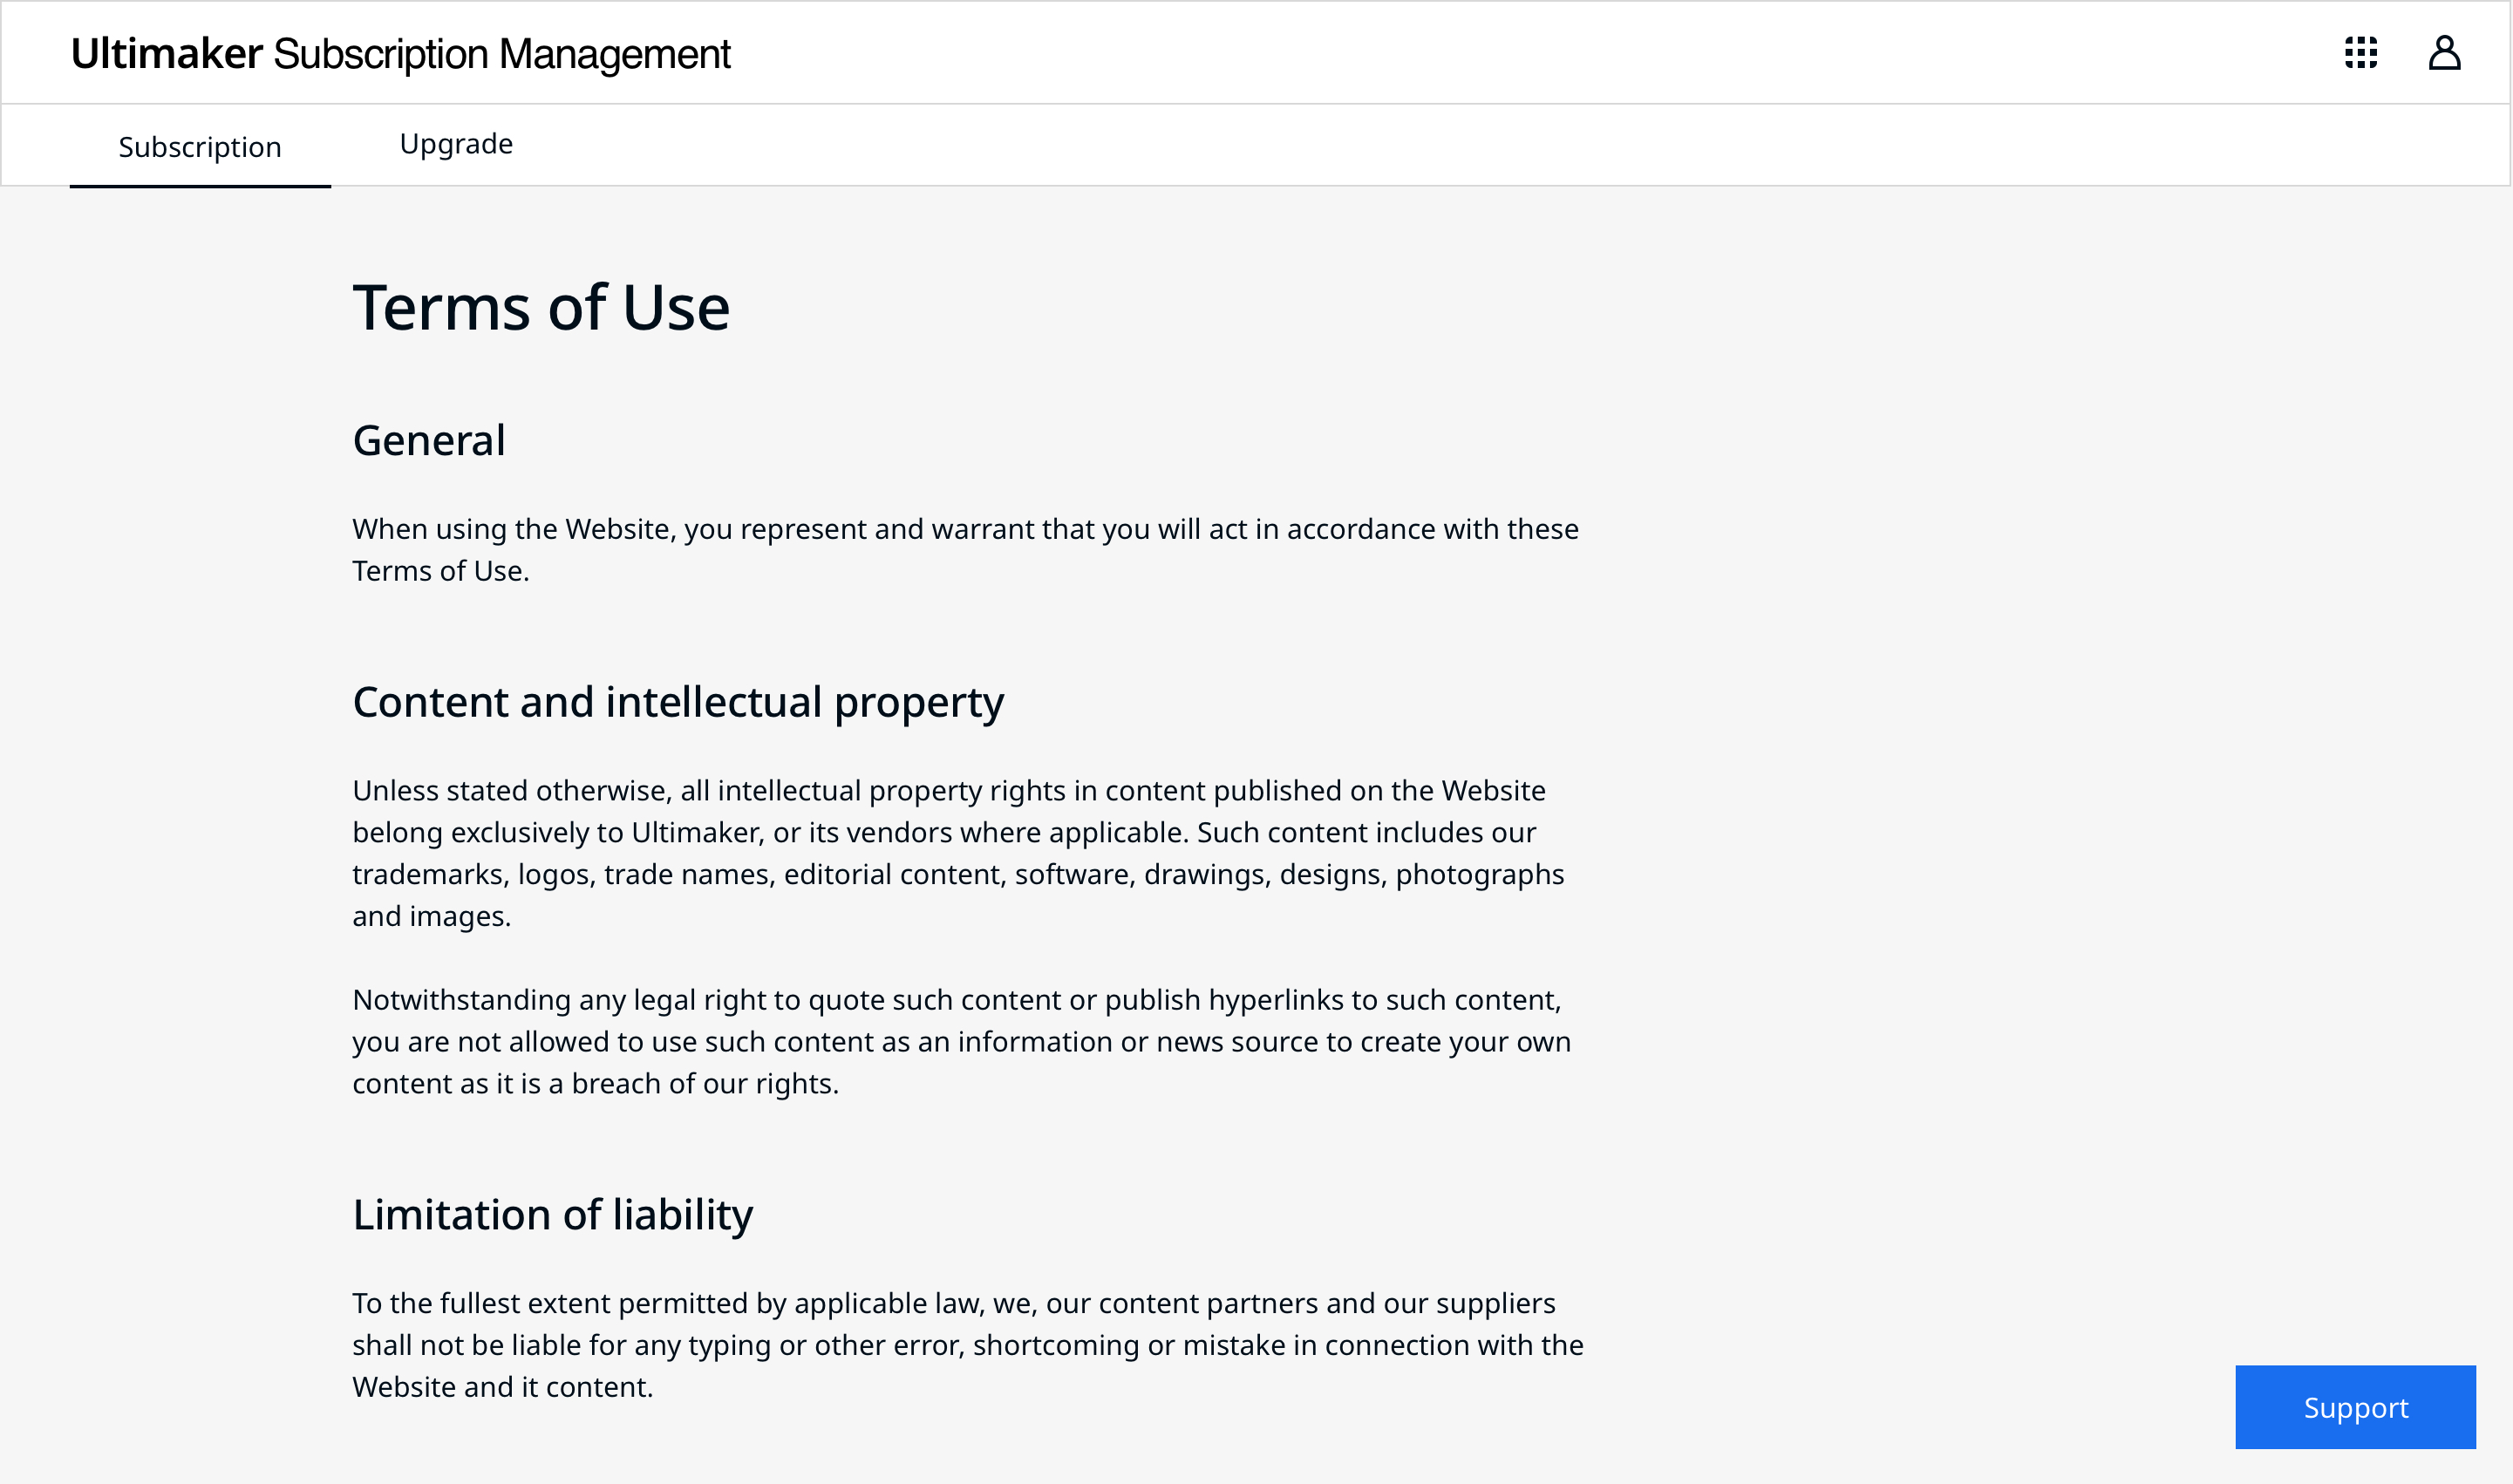 Ultimaker Subscription Management
Subscription
Upgrade
Terms of Use
General
When using the Website, you represent and warrant that you will act in accordance with these
Terms of Use.
Content and intellectual property
Unless stated otherwise, all intellectual property rights in content published on the Website
belong exclusively to Ultimaker, or its vendors where applicable. Such content includes our
trademarks, logos, trade names, editorial content, software, drawings, designs, photographs
and images.
Notwithstanding any legal right to quote such content or publish hyperlinks to such content,
you are not allowed to use such content as an information or news source to create your own
content as it is a breach of our rights.
Limitation of liability
To the fullest extent permitted by applicable law, we, our content partners and our suppliers
shall not be liable for any typing or other error, shortcoming or mistake in connection with the
Website and it content.
Support